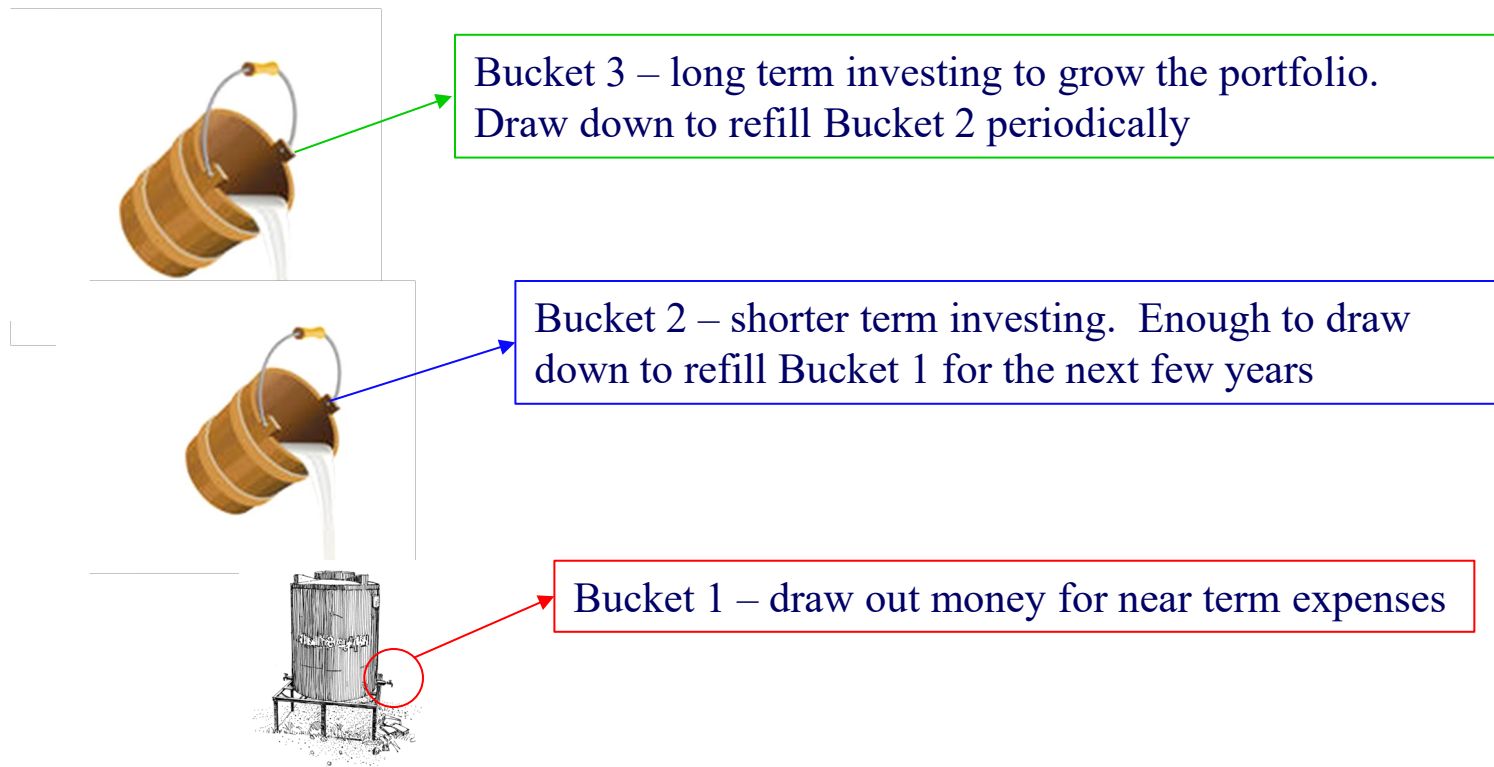 Bucket 3 – long term investing to grow the portfolio.
Draw down to refill Bucket 2 periodically
Bucket 2 – shorter term investing.  Enough to draw
down to refill Bucket 1 for the next few years
Bucket 1 – draw out money for near term expenses